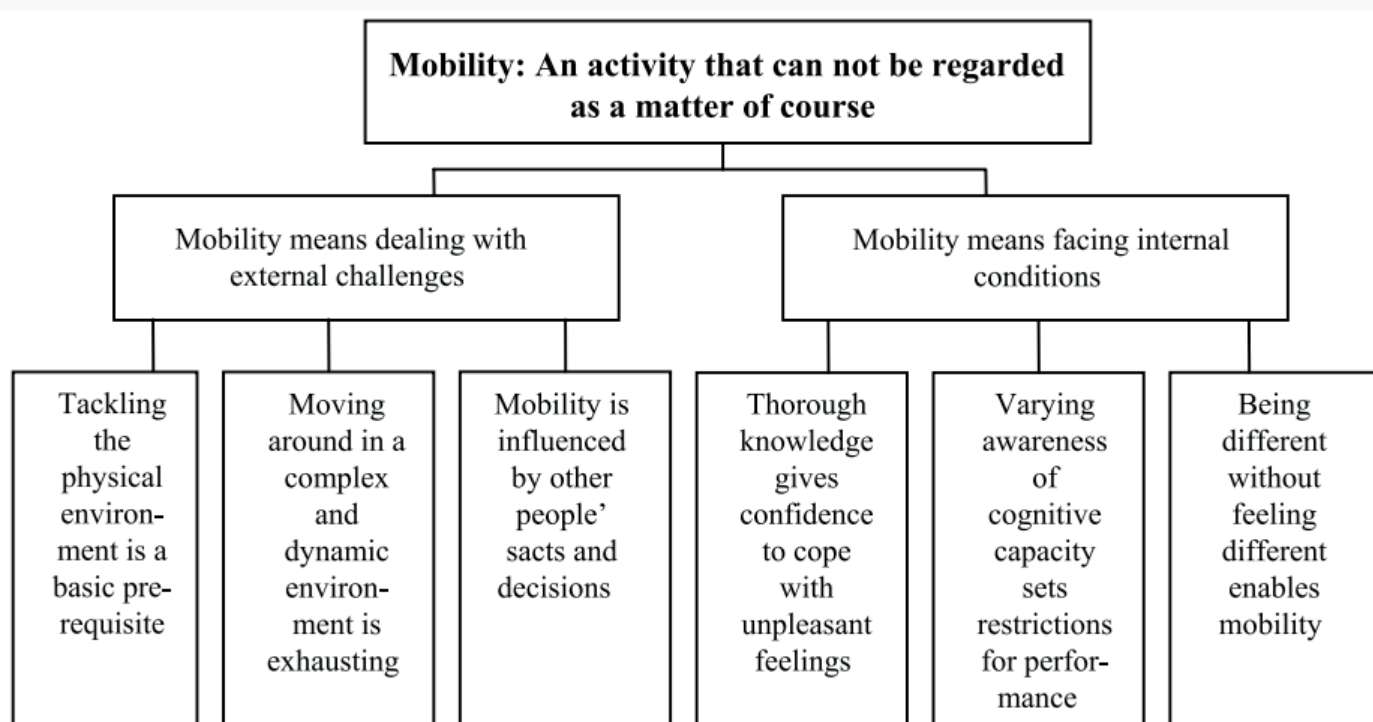 Mobility: An activity that can not be regarded
as a matter of course
Mobility means dealing with
external challenges
Mobility means facing internal
conditions
Tackling
the
physical
environ-
ment is a
basic pre-
requisite
Moving
around in a
complex
and
dynamic
environ-
ment is
exhausting
Mobility is
influenced
by other
people’
sacts and
decisions
Thorough
knowledge
gives
confidence
to cope
with
unpleasant
feelings
Varying
awareness
of
cognitive
capacity
sets
restrictions
for perfor-
mance
Being
different
without
feeling
different
enables
mobility